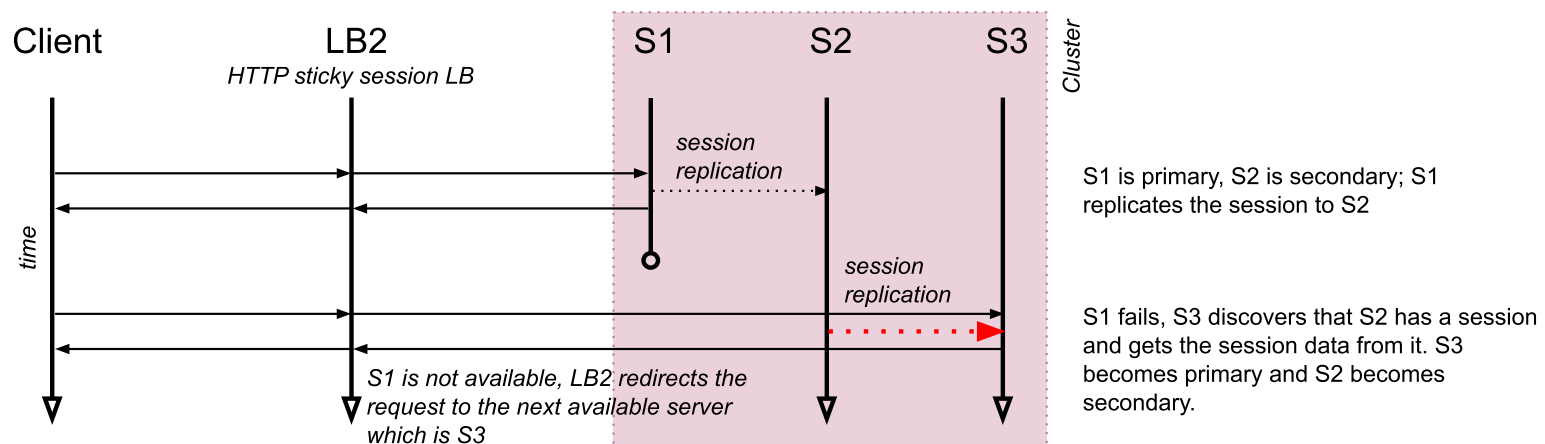 Client
LB2
HTTP sticky session LB
S1
S2
S3
Cluster
session
replication
S1 is primary, S2 is secondary; S1
replicates the session to S2
time
session
replication
S1 fails, S3 discovers that S2 has a session
and gets the session data from it. S3
becomes primary and S2 becomes
secondary.
S1 is not available, LB2 redirects the
request to the next available server
which is S3